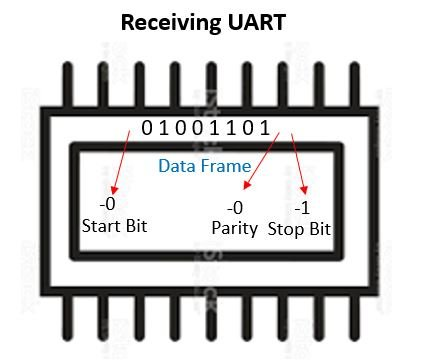 Receiving UART
0 1 0 0 1 1 0 1
Data Frame
-0 -0 -1
Start Bit Parity Stop Bit